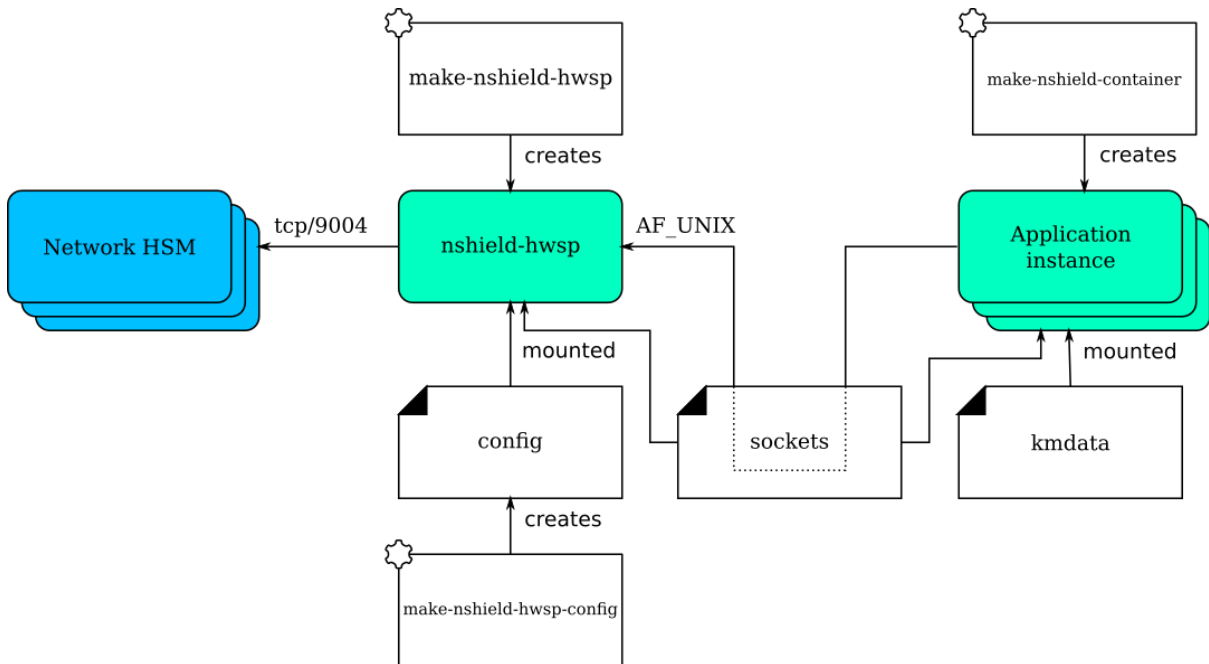 make-nshield-hwsp
make-nshield-container
creates
creates
Network HSM
tcp/9004
nshield-hwsp
AF_UNIX
Application
instance
mounted
mounted
config
sockets
kmdata
creates
make-nshield-hwsp-config